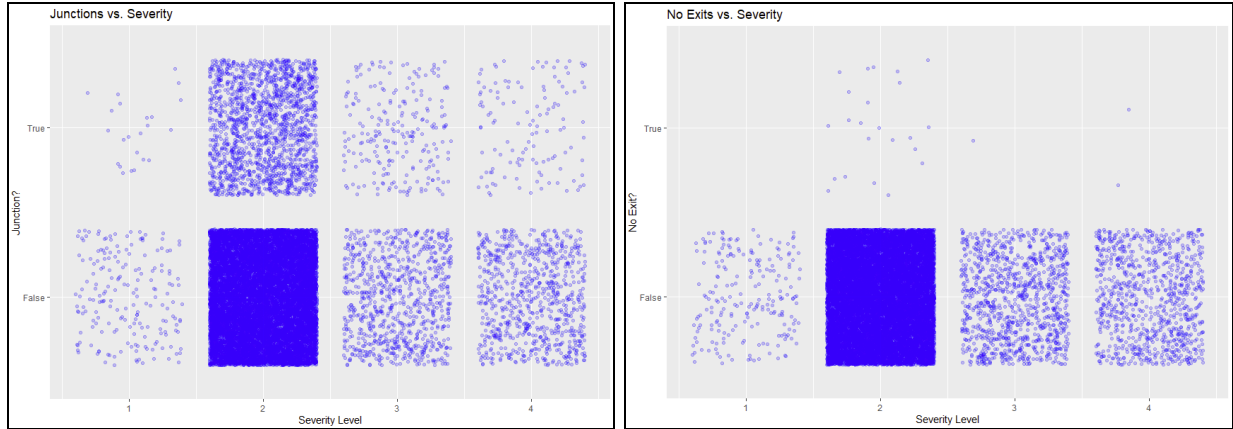 Junctions vs. Severity
Junction?
True
False
1 2 3 4
Severity Level
No Exits vs. Severity
No Exit?
True
False
1 2 3 4
Severity Level